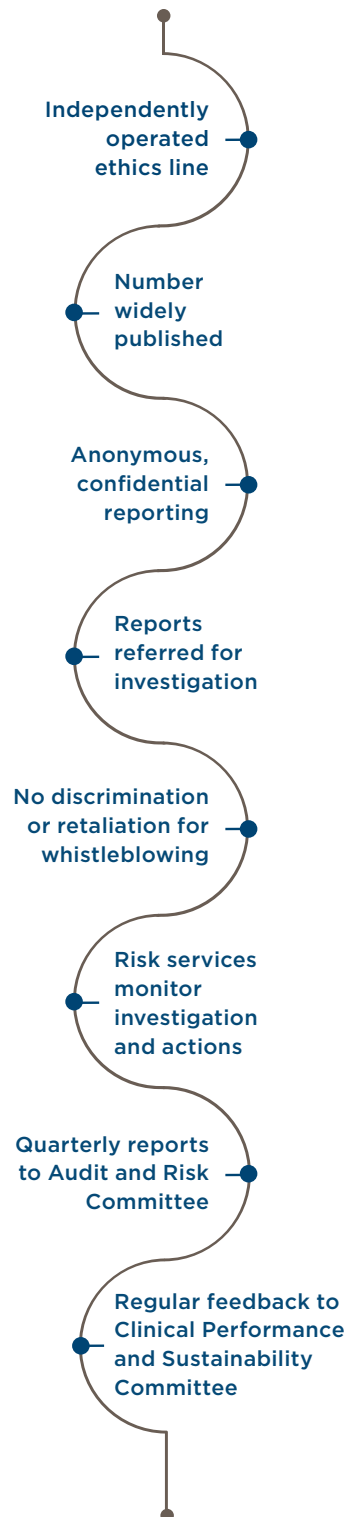 Independently
operated
ethics line
Number
widely
published
Anonymous,
confidential
reporting
Reports
referred for
investigation
No discrimination
or retaliation for
whistleblowing
Risk services
monitor
investigation
and actions
Quarterly reports
to Audit and Risk
Committee
Regular feedback to
Clinical Performance
and Sustainability
Committee